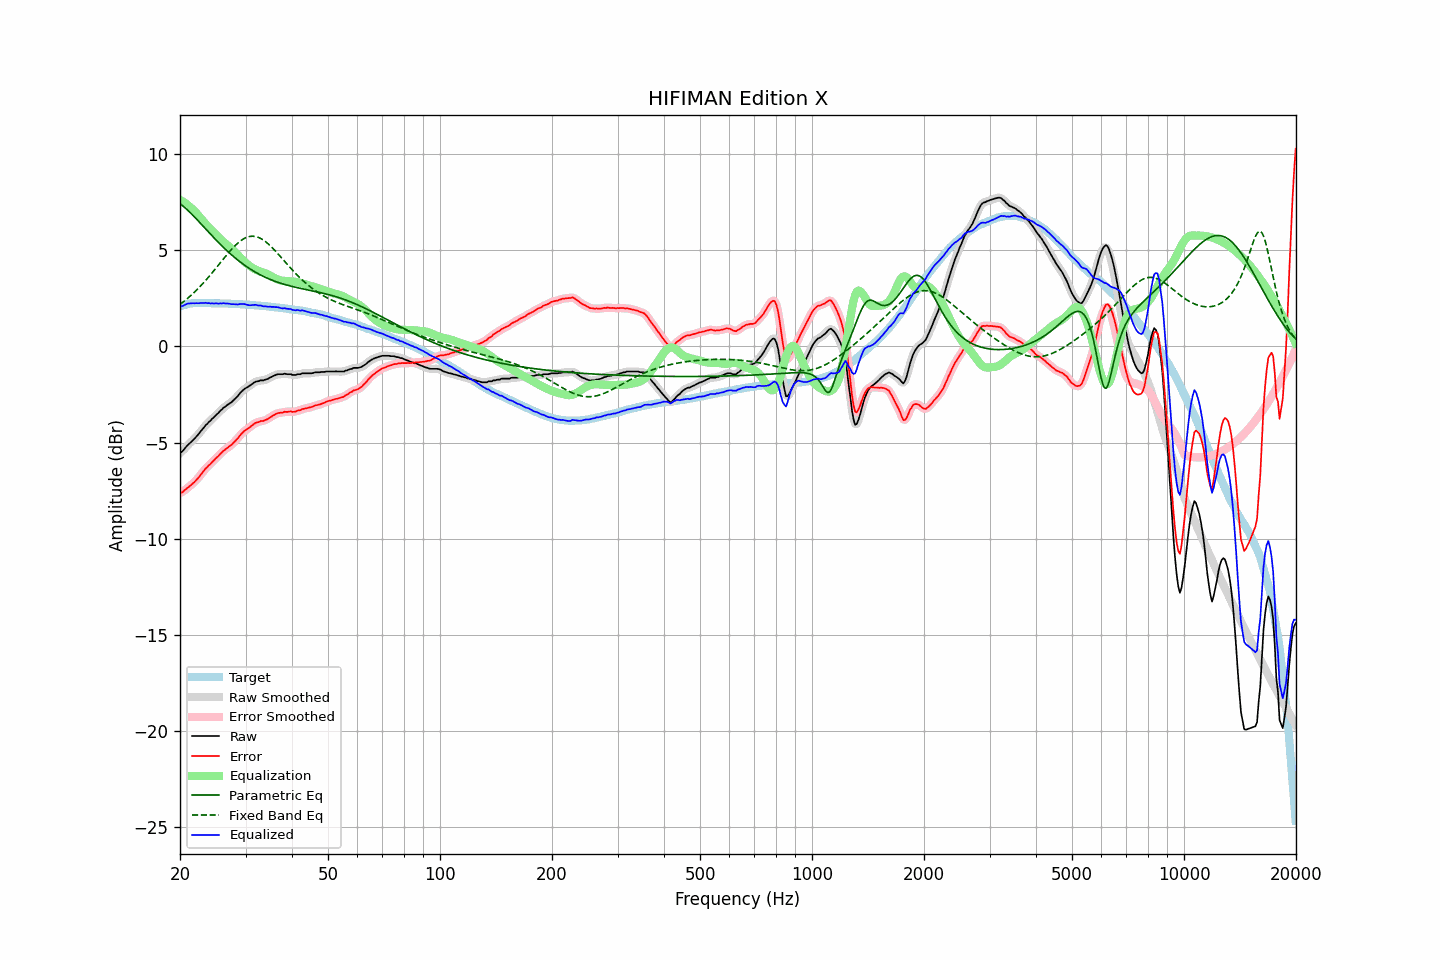 HIFIMAN Edition X
Amplitude (dBr)
10
5
0
−5
−10
−15
−20
−25
Target
Raw Smoothed
Error Smoothed
Raw
Error
Equalization
Parametric Eq
Fixed Band Eq
Equalized
20 50 100 200 500 1000 2000 5000 10000 20000
Frequency (Hz)